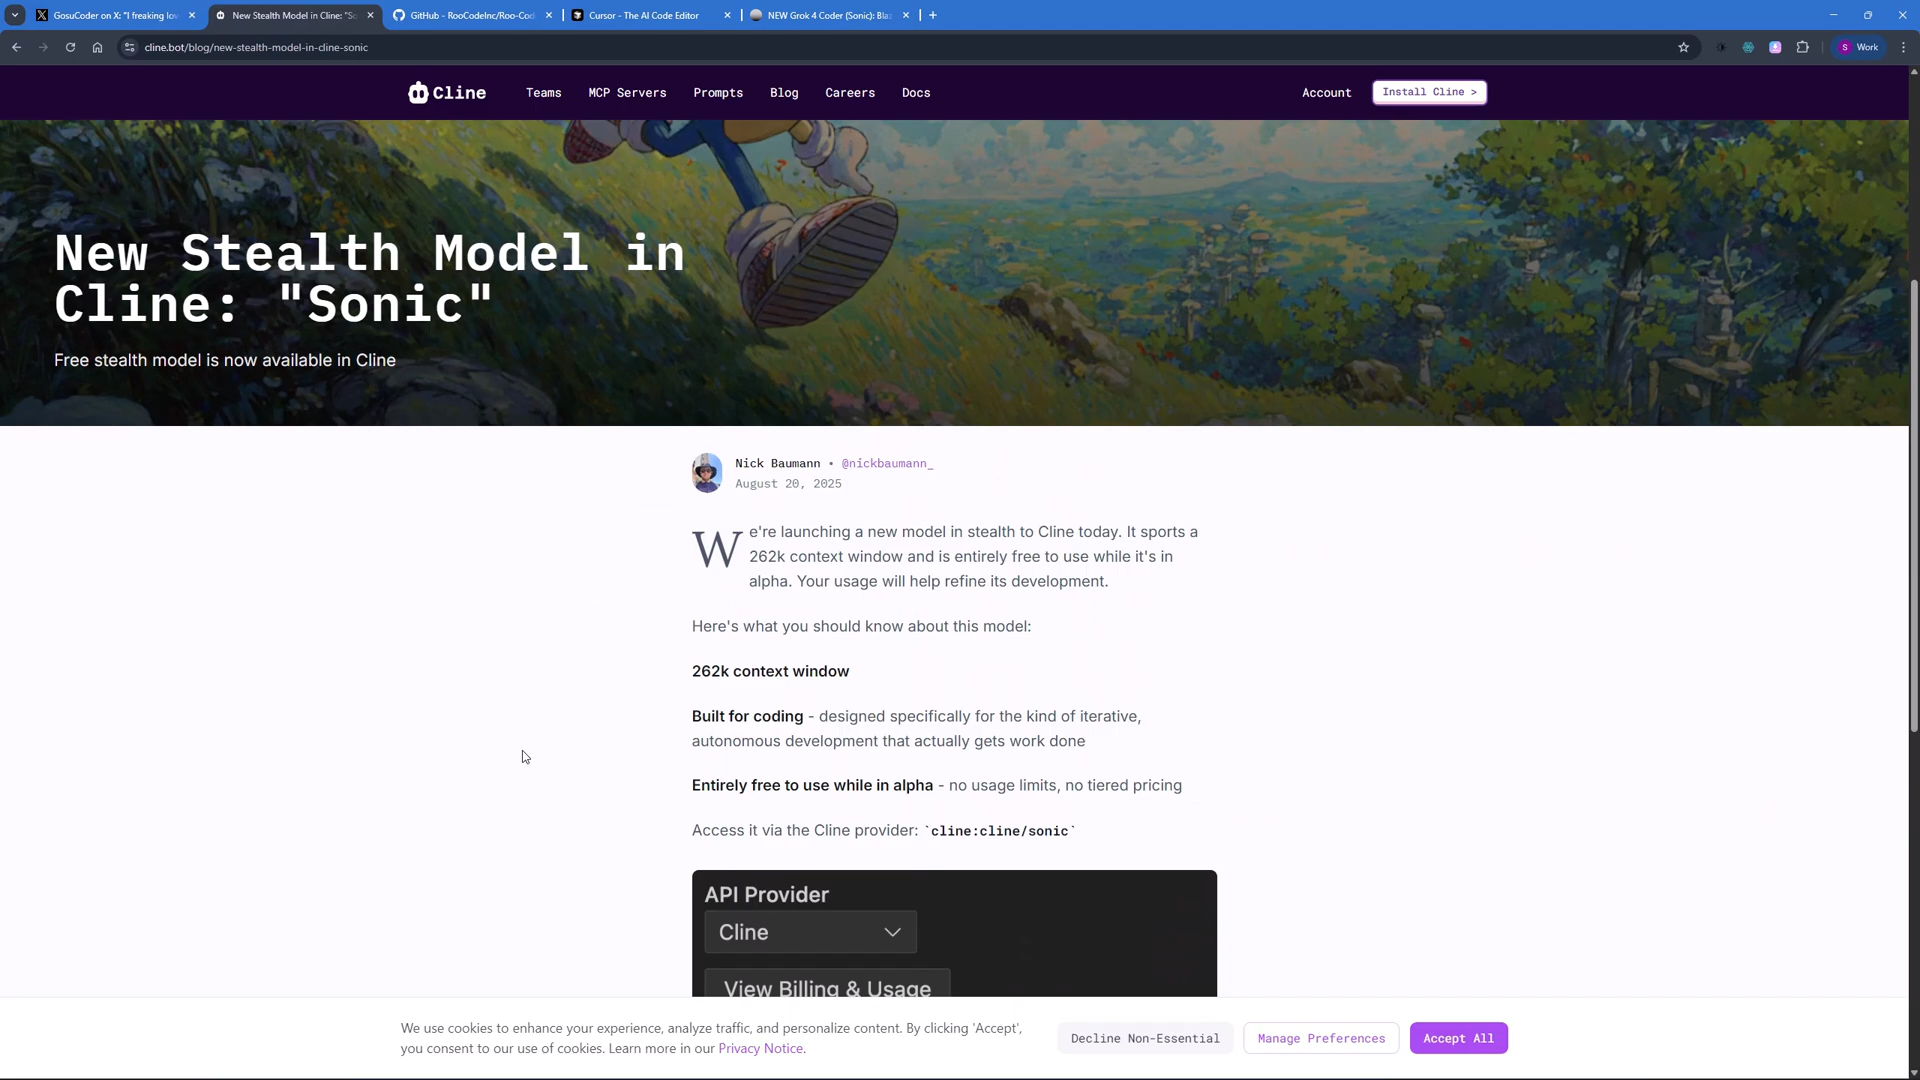 GosuCoder on X: "I freaking lov
New Stealth Model in Cline: "So
GitHub - RooCodeInc/Roo-Cod
Cursor - The AI Code Editor
NEW Grok 4 Coder (Sonic): Bla
cline.bot/blog/new-stealth-model-in-cline-sonic
S Work
Cline
Teams
MCP Servers
Prompts
Blog
Careers
Docs
Account
Install Cline >
New Stealth Model in
Cline: "Sonic"
Free stealth model is now available in Cline
Nick Baumann • @nickbaumann_
August 20, 2025
We're launching a new model in stealth to Cline today. It sports a
262k context window and is entirely free to use while it's in
alpha. Your usage will help refine its development.
Here's what you should know about this model:
262k context window
Built for coding - designed specifically for the kind of iterative,
autonomous development that actually gets work done
Entirely free to use while in alpha - no usage limits, no tiered pricing
Access it via the Cline provider: `cline:cline/sonic`
API Provider
Cline
View Billing & Usage
We use cookies to enhance your experience, analyze traffic, and personalize content. By clicking 'Accept',
you consent to our use of cookies. Learn more in our Privacy Notice.
Decline Non-Essential
Manage Preferences
Accept All